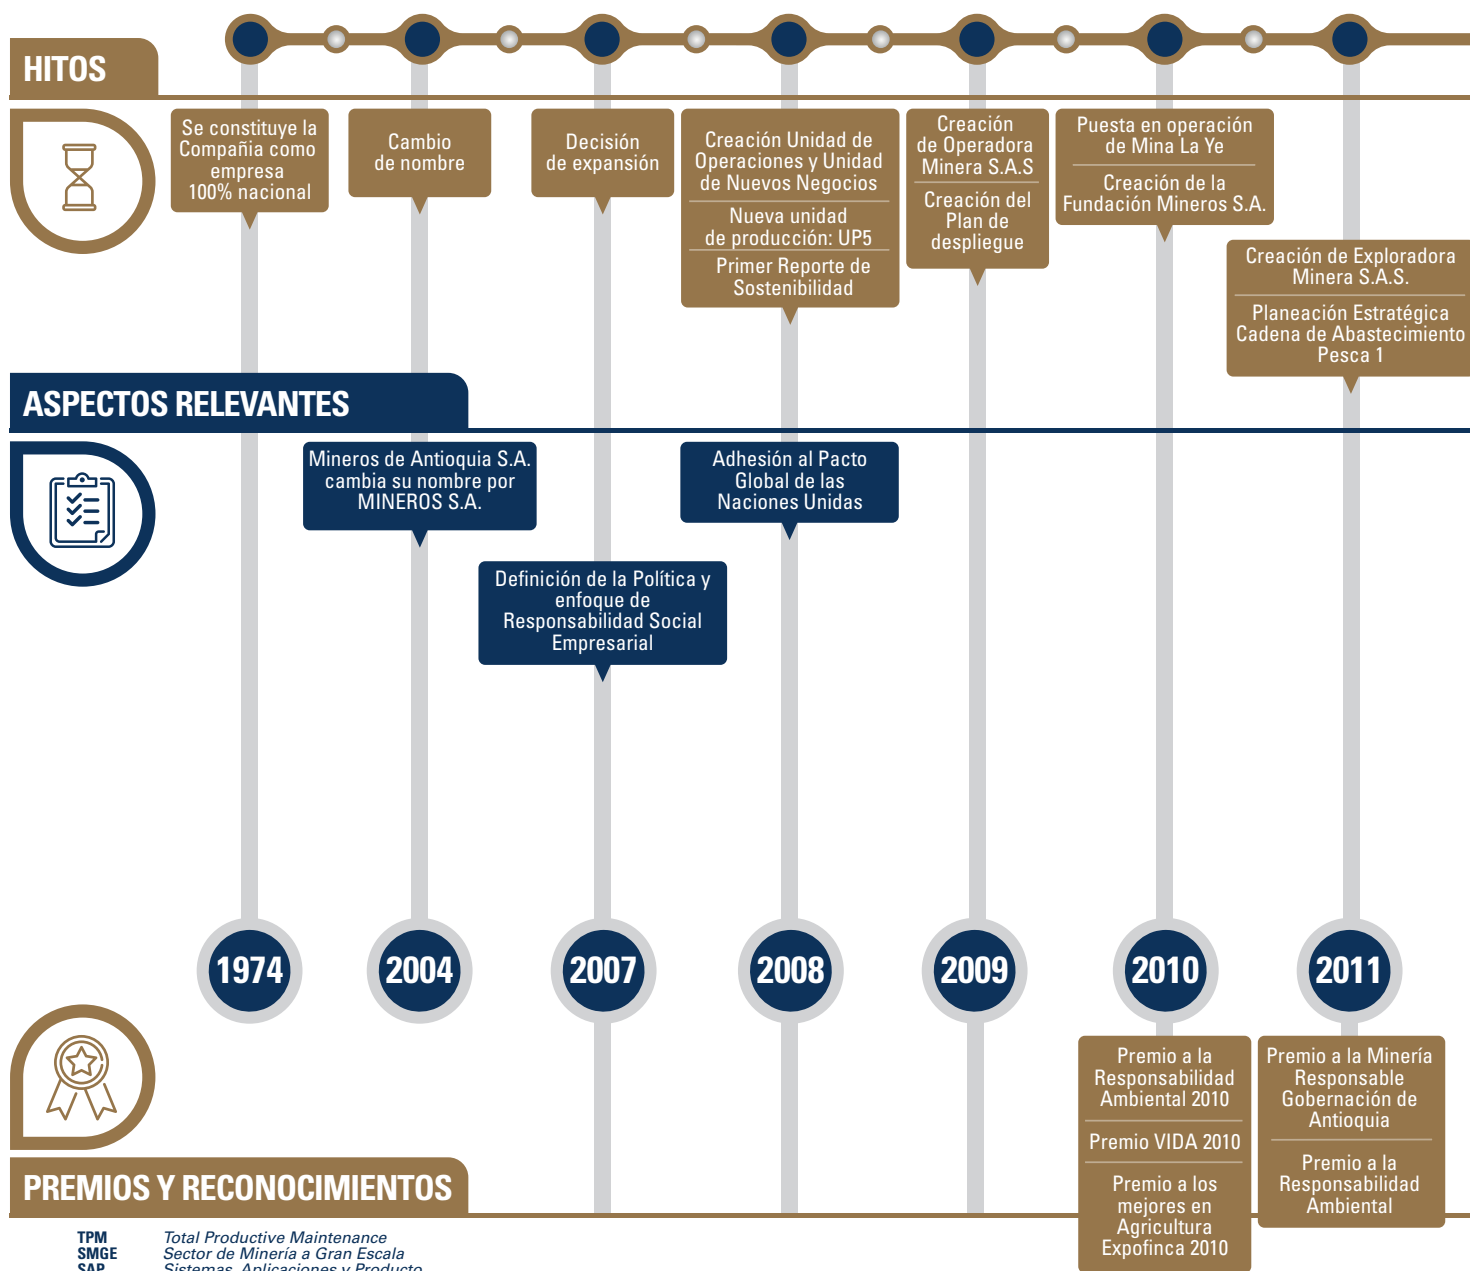 HITOS
Se constituye la
Compañia como
empresa
100% nacional
Cambio
de nombre
Decisión
de expansión
Creación Unidad de
Operaciones y Unidad
de Nuevos Negocios
Nueva unidad
de producción: UP5
Primer Reporte de
Sostenibilidad
Creación
de Operadora
Minera S.A.S
Creación del
Plan de
despliegue
Puesta en operación
de Mina La Ye
Creación de la
Fundación Mineros S.A.
Creación de Exploradora
Minera S.A.S.
Planeación Estratégica
Cadena de Abastecimiento
Pesca 1
ASPECTOS RELEVANTES
Mineros de Antioquia S.A.
cambia su nombre por
MINEROS S.A.
Definición de la Política y
enfoque de
Responsabilidad Social
Empresarial
Adhesión al Pacto
Global de las
Naciones Unidas
1974
2004
2007
2008
2009
2010
2011
Premio a la
Responsabilidad
Ambiental 2010
Premio VIDA 2010
Premio a los
mejores en
Agricultura
Expofinca 2010
Premio a la Minería
Responsable
Gobernación de
Antioquia
Premio a la
Responsabilidad
Ambiental
PREMIOS Y RECONOCIMIENTOS
TPM Total Productive Maintenance
SMGE Sector de Minería a Gran Escala
SAP Sistemas, Aplicaciones y Producto